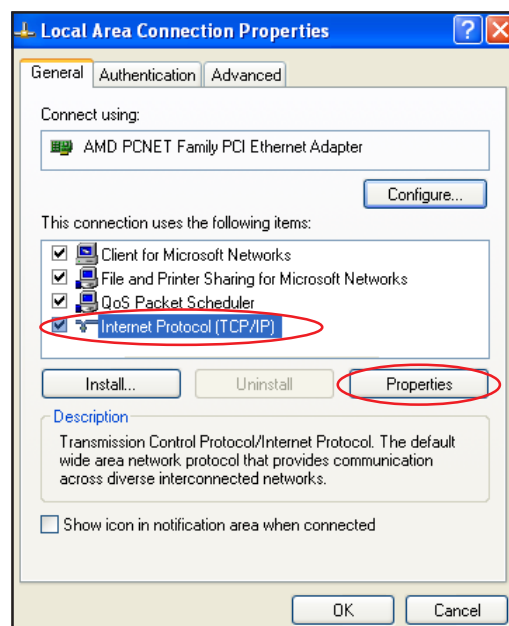 Local Area Connection Properties
General Authentication Advanced
Connect using:
AMD PCNET Family PCI Ethernet Adapter
Configure...
This connection uses the following items:
Client for Microsoft Networks
File and Printer Sharing for Microsoft Networks
QoS Packet Scheduler
Internet Protocol (TCP/IP)
Install... Uninstall Properties
Description
Transmission Control Protocol/Internet Protocol. The default
wide area network protocol that provides communication
across diverse interconnected networks.
Show icon in notification area when connected
OK Cancel